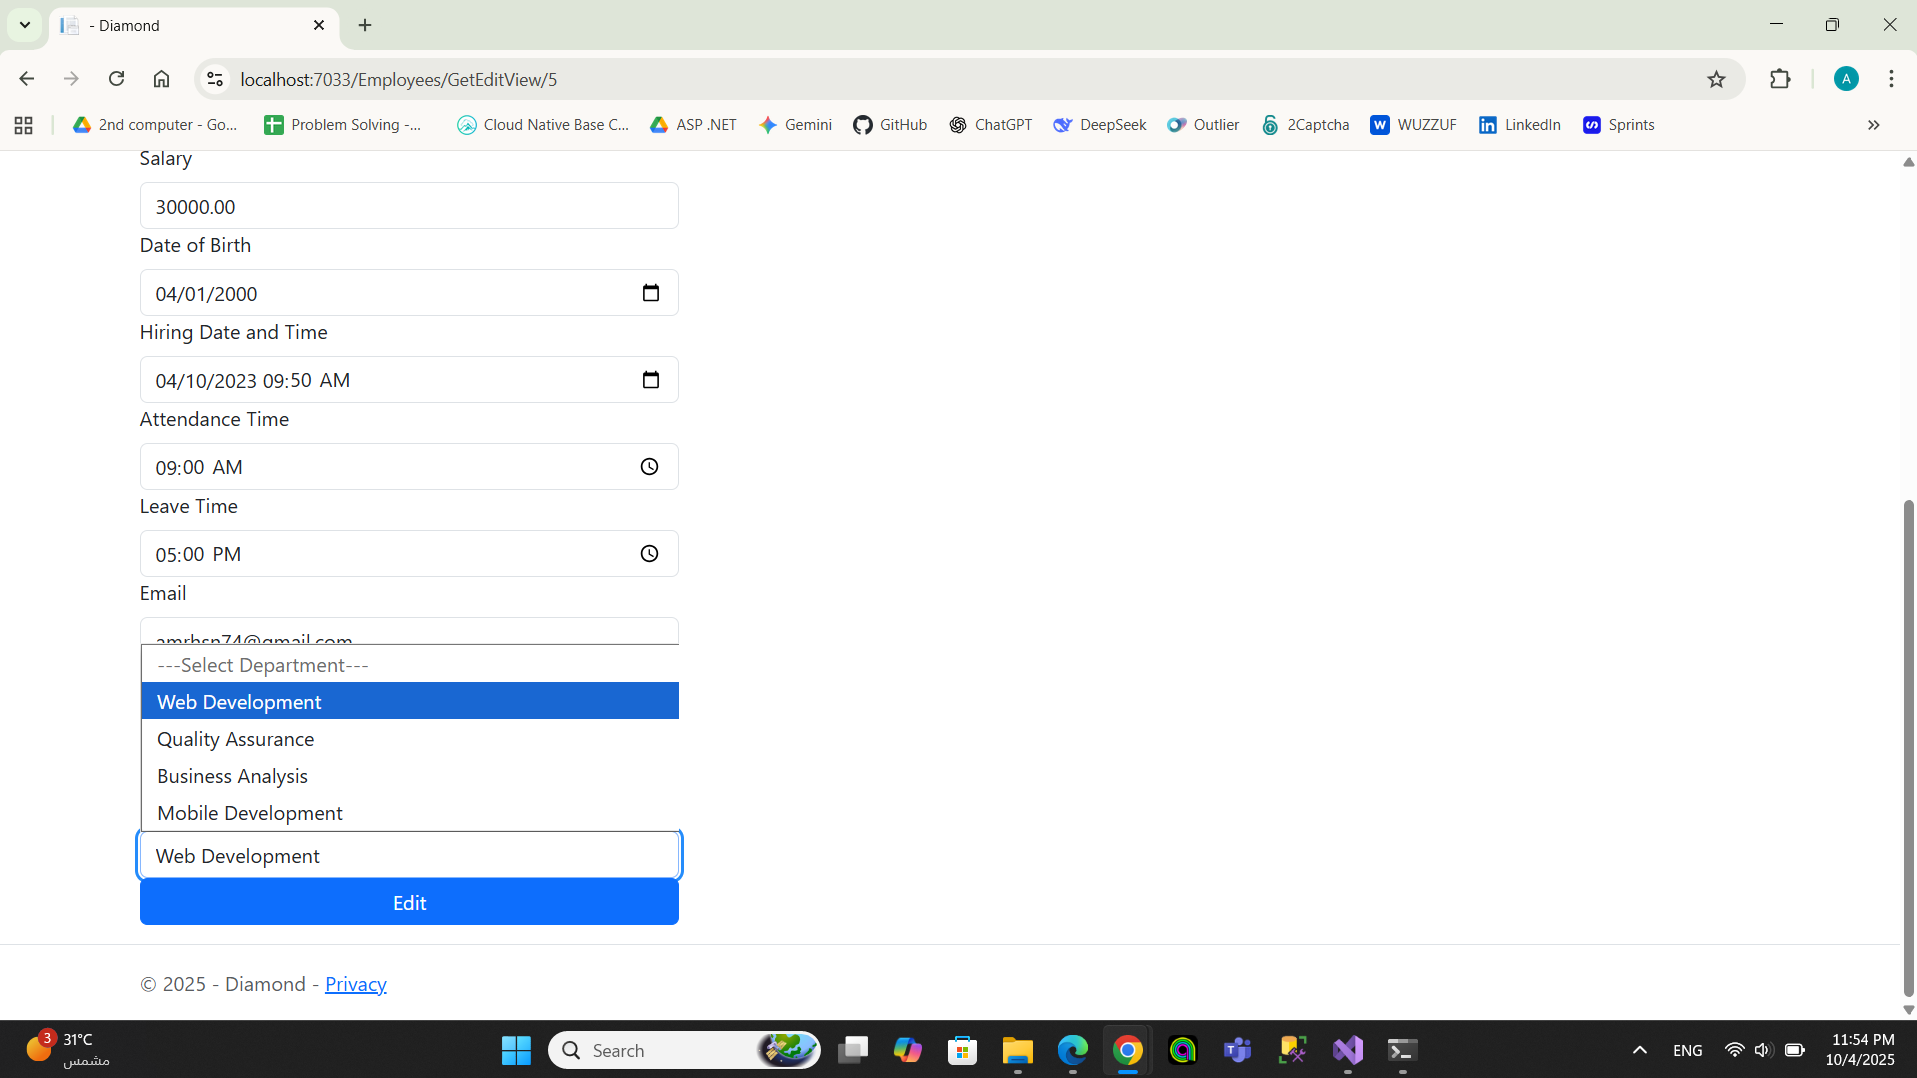 - Diamond
localhost:7033/Employees/GetEditView/5
A
2nd computer - Go...
Problem Solving -...
Cloud Native Base C...
ASP .NET
Gemini
GitHub
ChatGPT
DeepSeek
Outlier
2Captcha
WUZZUF
LinkedIn
Sprints
Salary
30000.00
Date of Birth
04/01/2000
Hiring Date and Time
04/10/2023 09:50 AM
Attendance Time
09:00 AM
Leave Time
05:00 PM
Email
amrhsn74@gmail.com
---Select Department---
Web Development
Quality Assurance
Business Analysis
Mobile Development
Web Development
Edit
© 2025 - Diamond - Privacy
3
31°C
مشمس
Search
ENG
11:54 PM
10/4/2025